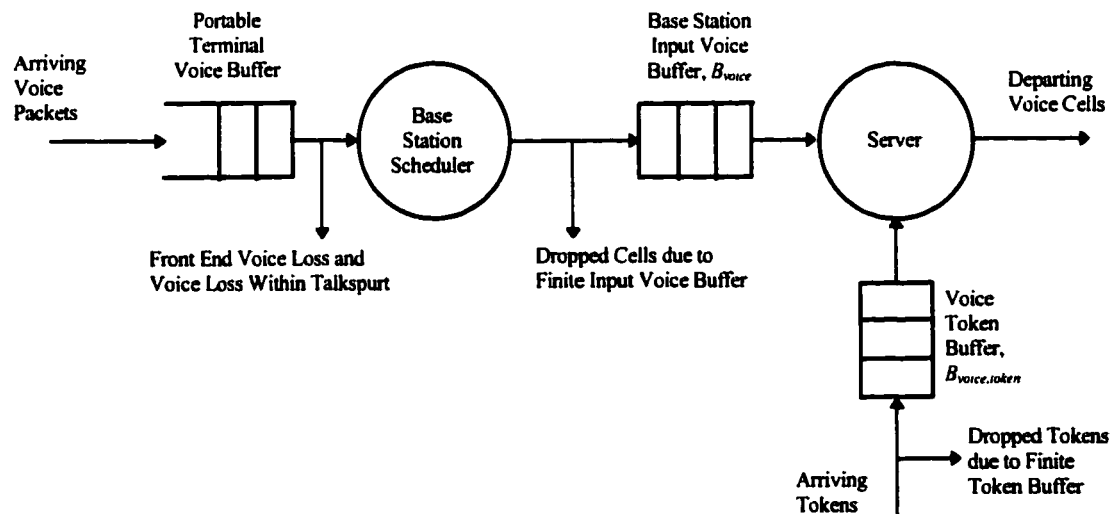 Portable
Terminal
Voice Buffer
Base Station
Input Voice
Buffer, Bvoice
Arriving
Voice
Packets
Departing
Voice Cells
Base
Station
Scheduler
Server
Front End Voice Loss and
Voice Loss Within Talkspurt
Dropped Cells due to
Finite Input Voice Buffer
Voice
Token
Buffer,
Bvoice,token
Dropped Tokens
due to Finite
Token Buffer
Arriving
Tokens